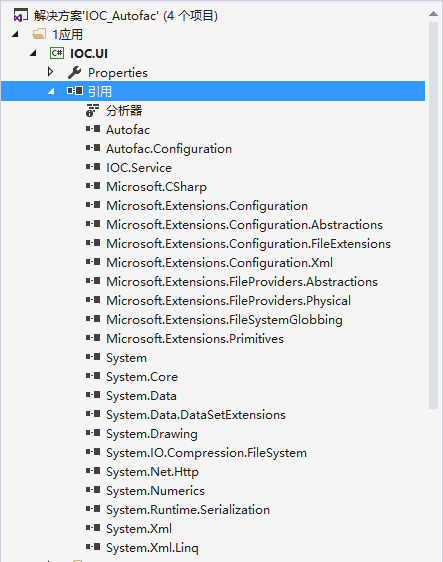 解决方案'IOC_Autofac' (4 个项目)
1应用
C# IOC.UI
Properties
引用
分析器
Autofac
Autofac.Configuration
IOC.Service
Microsoft.CSharp
Microsoft.Extensions.Configuration
Microsoft.Extensions.Configuration.Abstractions
Microsoft.Extensions.Configuration.FileExtensions
Microsoft.Extensions.Configuration.Xml
Microsoft.Extensions.FileProviders.Abstractions
Microsoft.Extensions.FileProviders.Physical
Microsoft.Extensions.FileSystemGlobbing
Microsoft.Extensions.Primitives
System
System.Core
System.Data
System.Data.DataSetExtensions
System.Drawing
System.IO.Compression.FileSystem
System.Net.Http
System.Numerics
System.Runtime.Serialization
System.Xml
System.Xml.Linq